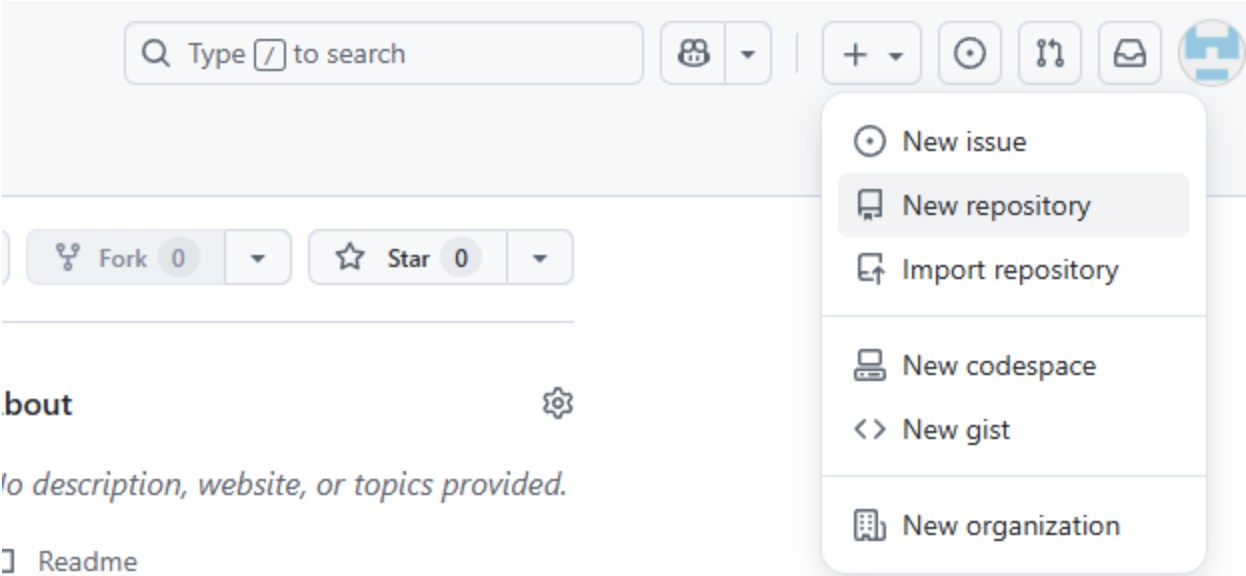 Type / to search
New issue
New repository
Import repository
New codespace
New gist
New organization
Fork 0
Star 0
bout
o description, website, or topics provided.
Readme